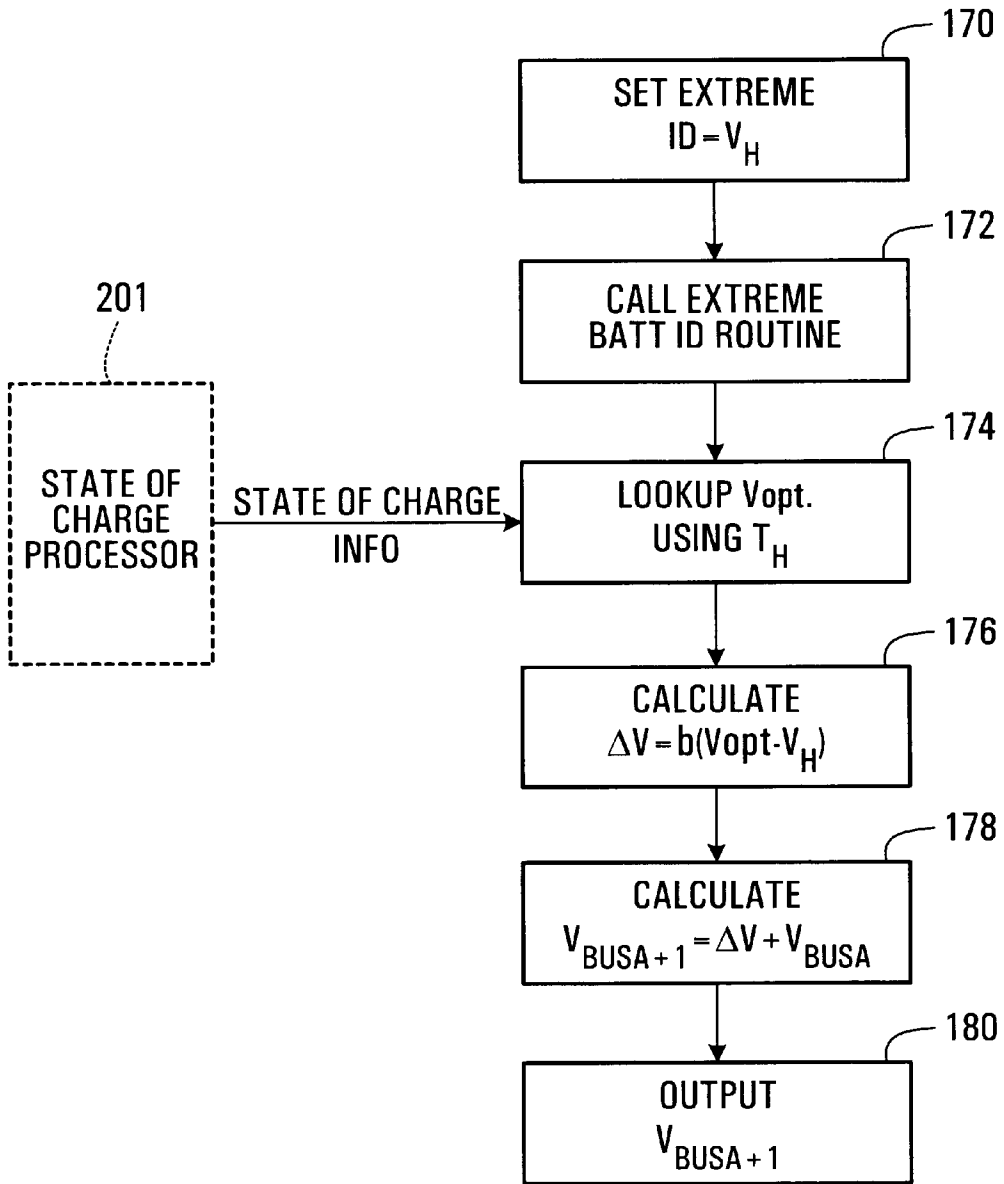 170
SET EXTREME
ID = V_H
172
CALL EXTREME
BATT ID ROUTINE
201
STATE OF
CHARGE
PROCESSOR
STATE OF CHARGE
INFO
174
LOOKUP Vopt.
USING T_H
176
CALCULATE
ΔV = b(Vopt-V_H)
178
CALCULATE
V_BUSA+1 = ΔV + V_BUSA
180
OUTPUT
V_BUSA+1